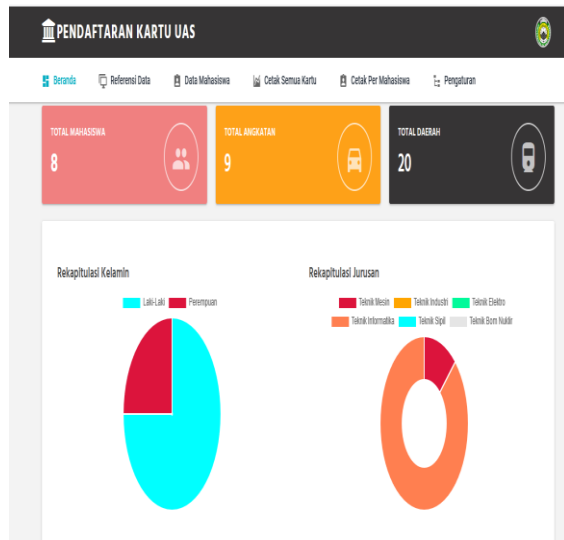 PENDAFTARAN KARTU UAS
Beranda Referensi Data Data Mahasiswa Cetak Semua Kartu Cetak Per Mahasiswa Pengaturan
TOTAL MAHASISWA
8
TOTAL ANGKATAN
9
TOTAL DAERAH
20
Rekapitulasi Kelamin
Laki-Laki Perempuan
Rekapitulasi Jurusan
Teknik Mesin Teknik Industri Teknik Elektro
Teknik Informatika Teknik Sipil Teknik Bom Nuklir